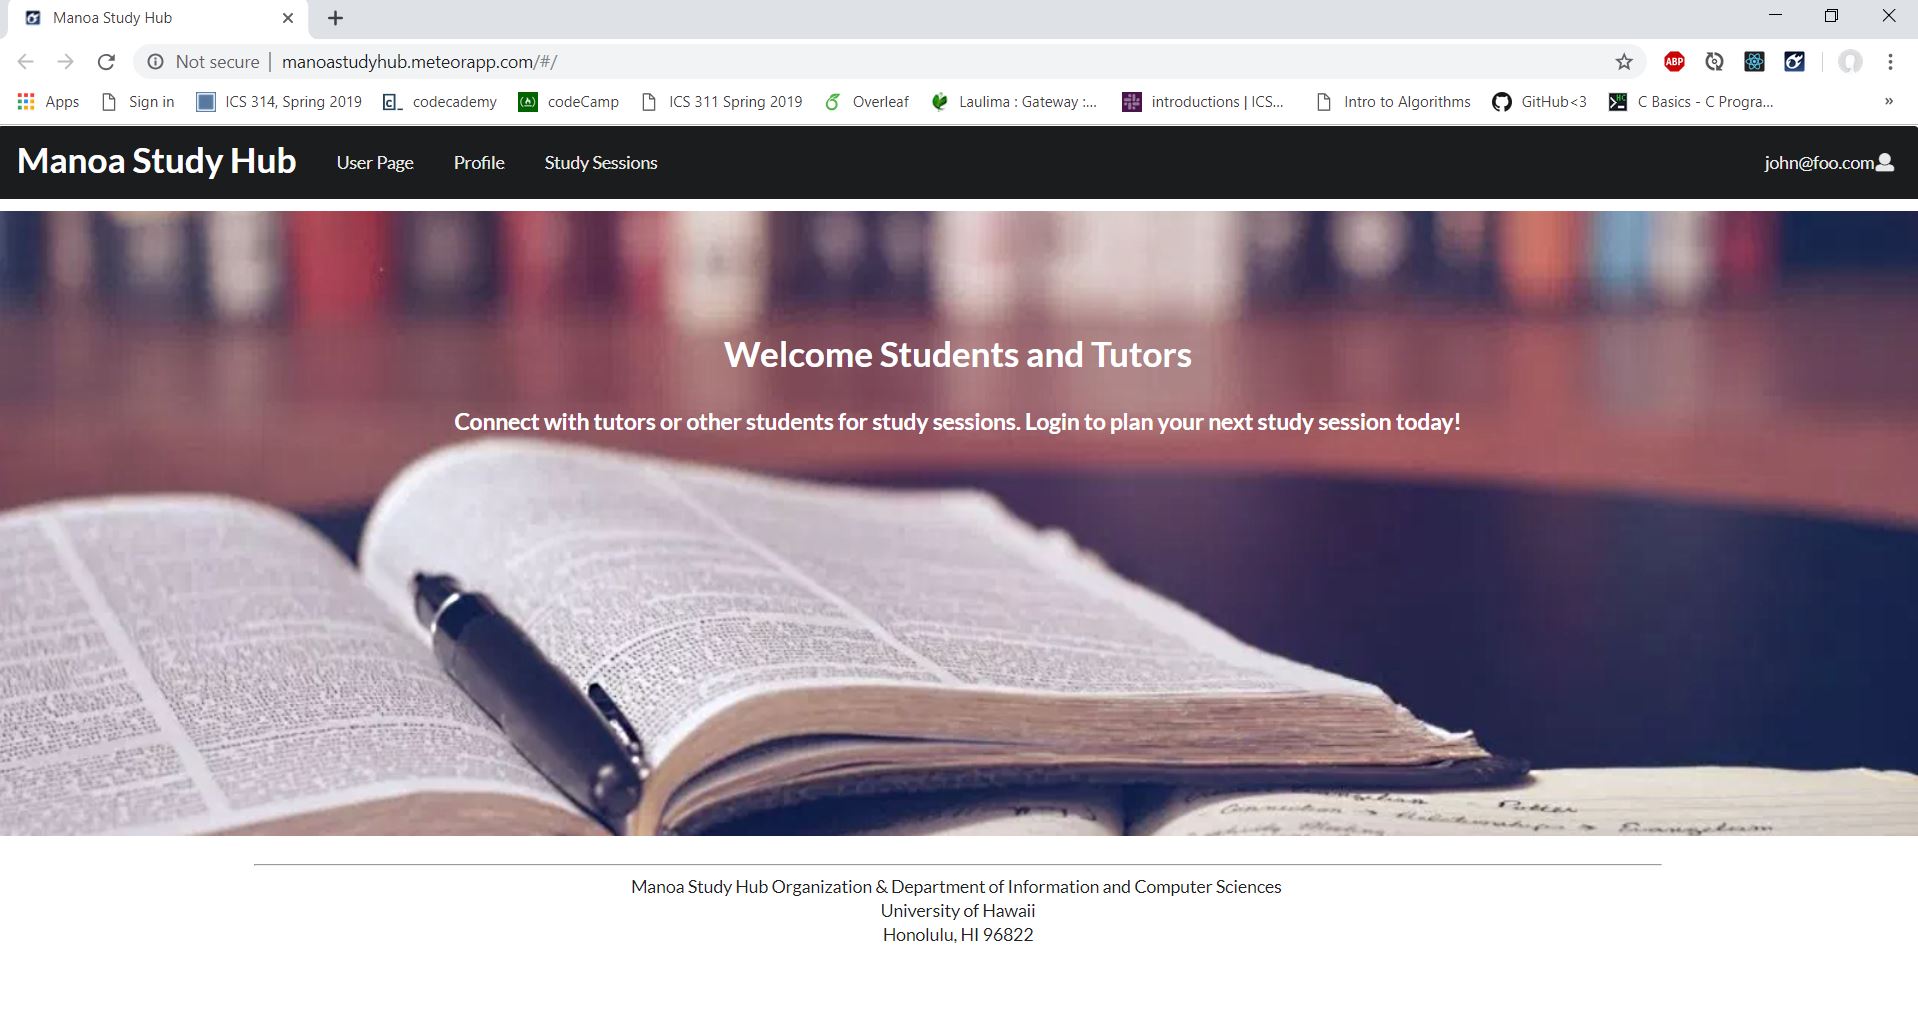 Manoa Study Hub
Not secure | manoastudyhub.meteorapp.com/#/
ABP
Apps Sign in ICS 314, Spring 2019 codecademy codeCamp ICS 311 Spring 2019 Overleaf Laulima : Gateway :... introductions | ICS... Intro to Algorithms GitHub<3 C Basics - C Progra... »
Manoa Study Hub User Page Profile Study Sessions john@foo.com
Welcome Students and Tutors
Connect with tutors or other students for study sessions. Login to plan your next study session today!
Manoa Study Hub Organization & Department of Information and Computer Sciences
University of Hawaii
Honolulu, HI 96822